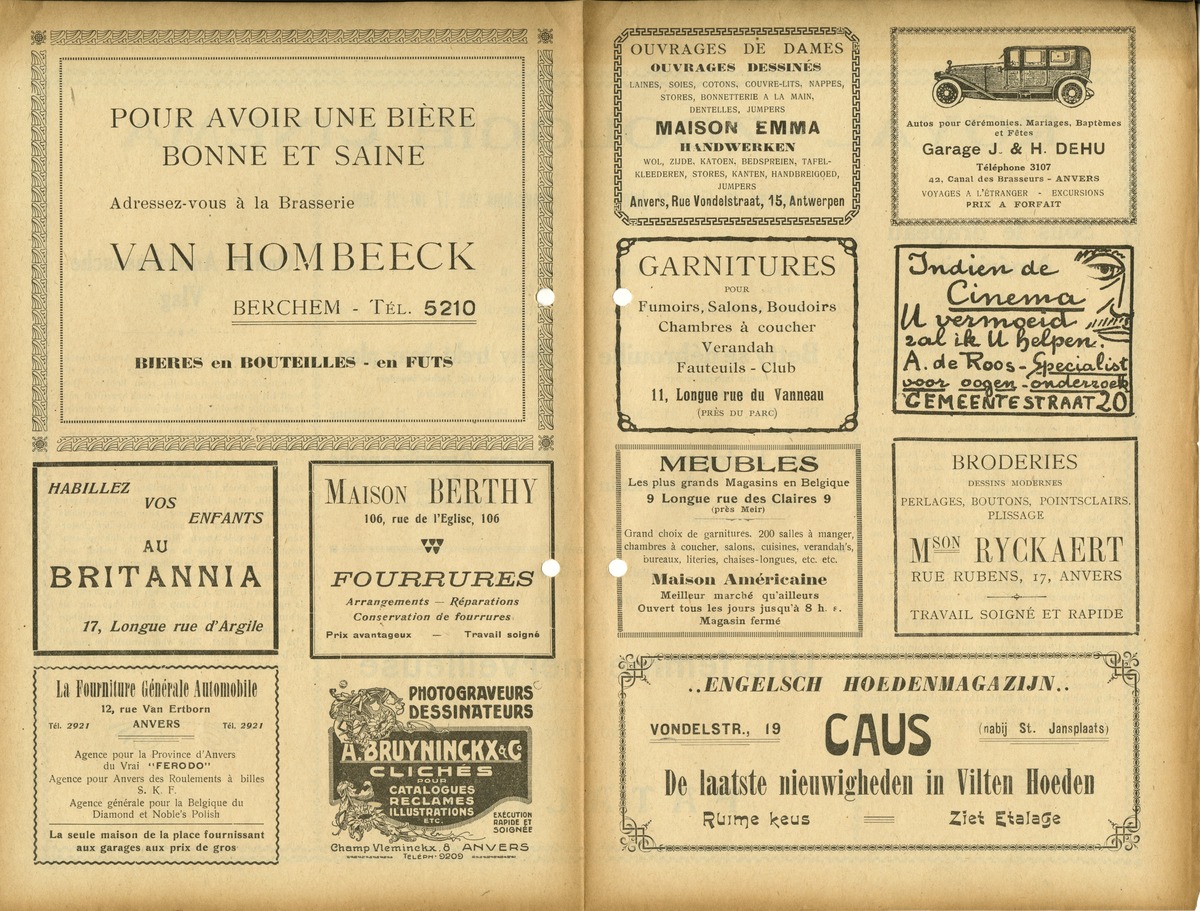 POUR AVOIR UNE BIÈRE
BONNE ET SAINE
Adressez-vous à la Brasserie
VAN HOMBEECK
BERCHEM - TÉL. 5210
BIERES en BOUTEILLES - en FUTS
HABILLEZ
VOS
ENFANTS
AU
BRITANNIA
17, Longue rue d'Argile
MAISON BERTHY
106, rue de l'Eglise, 106
FOURRURES
Arrangements — Réparations
Conservation de fourrures
Prix avantageux — Travail soigné
La Fourniture Générale Automobile
12, rue Van Ertborn
Tél. 2921 ANVERS Tél. 2921
Agence pour la Province d'Anvers
du Vrai "FERODO"
Agence pour Anvers des Roulements à billes
S. K. F.
Agence générale pour la Belgique du
Diamond et Noble's Polish
La seule maison de la place fournissant
aux garages aux prix de gros
PHOTOGRAVEURS
DESSINATEURS
A. BRUYNINCKX & Co
CLICHÉS
POUR
CATALOGUES
RECLAMES
ILLUSTRATIONS
ETC.
EXÉCUTION
RAPIDE ET
SOIGNÉE
Champ Vleminckx, 8 ANVERS
TELÉPH-9209
OUVRAGES DE DAMES
OUVRAGES DESSINÉS
LAINES, SOIES, COTONS, COUVRE-LITS, NAPPES,
STORES, BONNETTERIE A LA MAIN,
DENTELLES, JUMPERS
MAISON EMMA
HANDWERKEN
WOL, ZIJDE, KATOEN, BEDSPREIEN, TAFEL-
KLEEDEREN, STORES, KANTEN, HANDBREIGOED,
JUMPERS
Anvers, Rue Vondelstraat, 15, Antwerpen
Autos pour Cérémonies, Mariages, Baptèmes
et Fêtes
Garage J. & H. DEHU
Téléphone 3107
42, Canal des Brasseurs - ANVERS
VOYAGES A L'ÉTRANGER - EXCURSIONS
PRIX A FORFAIT
GARNITURES
POUR
Fumoirs, Salons, Boudoirs
Chambres à coucher
Verandah
Fauteuils - Club
11, Longue rue du Vanneau
(PRÈS DU PARC)
Indien de
Cinema
U vermoeid
zal ik U helpen.
A. de Roos - Specialist
voor oogen-onderzoek
GEMEENTESTRAAT 20
MEUBLES
Les plus grands Magasins en Belgique
9 Longue rue des Claires 9
(près Meir)
Grand choix de garnitures. 200 salles à manger,
chambres à coucher, salons, cuisines, verandah's,
bureaux, literies, chaises-longues, etc. etc.
Maison Américaine
Meilleur marché qu'ailleurs
Ouvert tous les jours jusqu'à 8 h. F.
Magasin fermé
BRODERIES
DESSINS MODERNES
PERLAGES, BOUTONS, POINTSCLAIRS,
PLISSAGE
MSON RYCKAERT
RUE RUBENS, 17, ANVERS
TRAVAIL SOIGNÉ ET RAPIDE
..ENGELSCH HOEDENMAGAZIJN..
VONDELSTR., 19 CAUS (nabij St. Jansplaats)
De laatste nieuwigheden in Vilten Hoeden
Ruime keus — Ziet Etalage